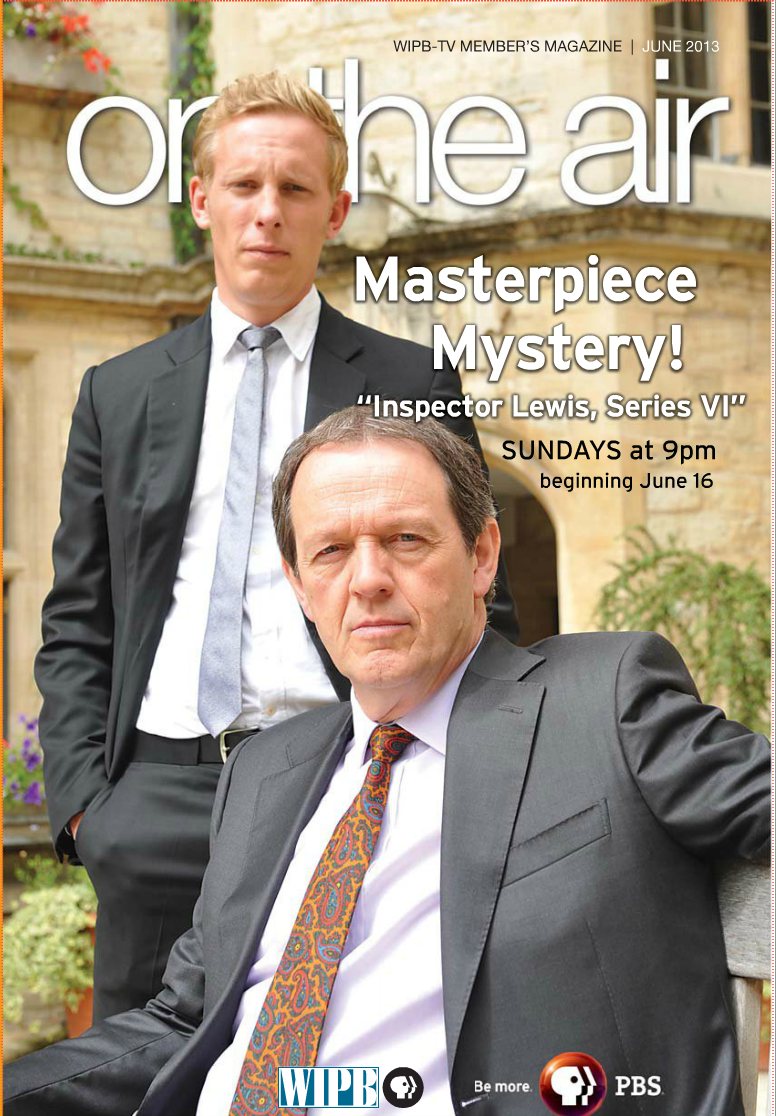 WIPB-TV MEMBER'S MAGAZINE | JUNE 2013
on the air
Masterpiece
Mystery!
“Inspector Lewis, Series VI”
SUNDAYS at 9pm
beginning June 16
WIPB
Be more. PBS.